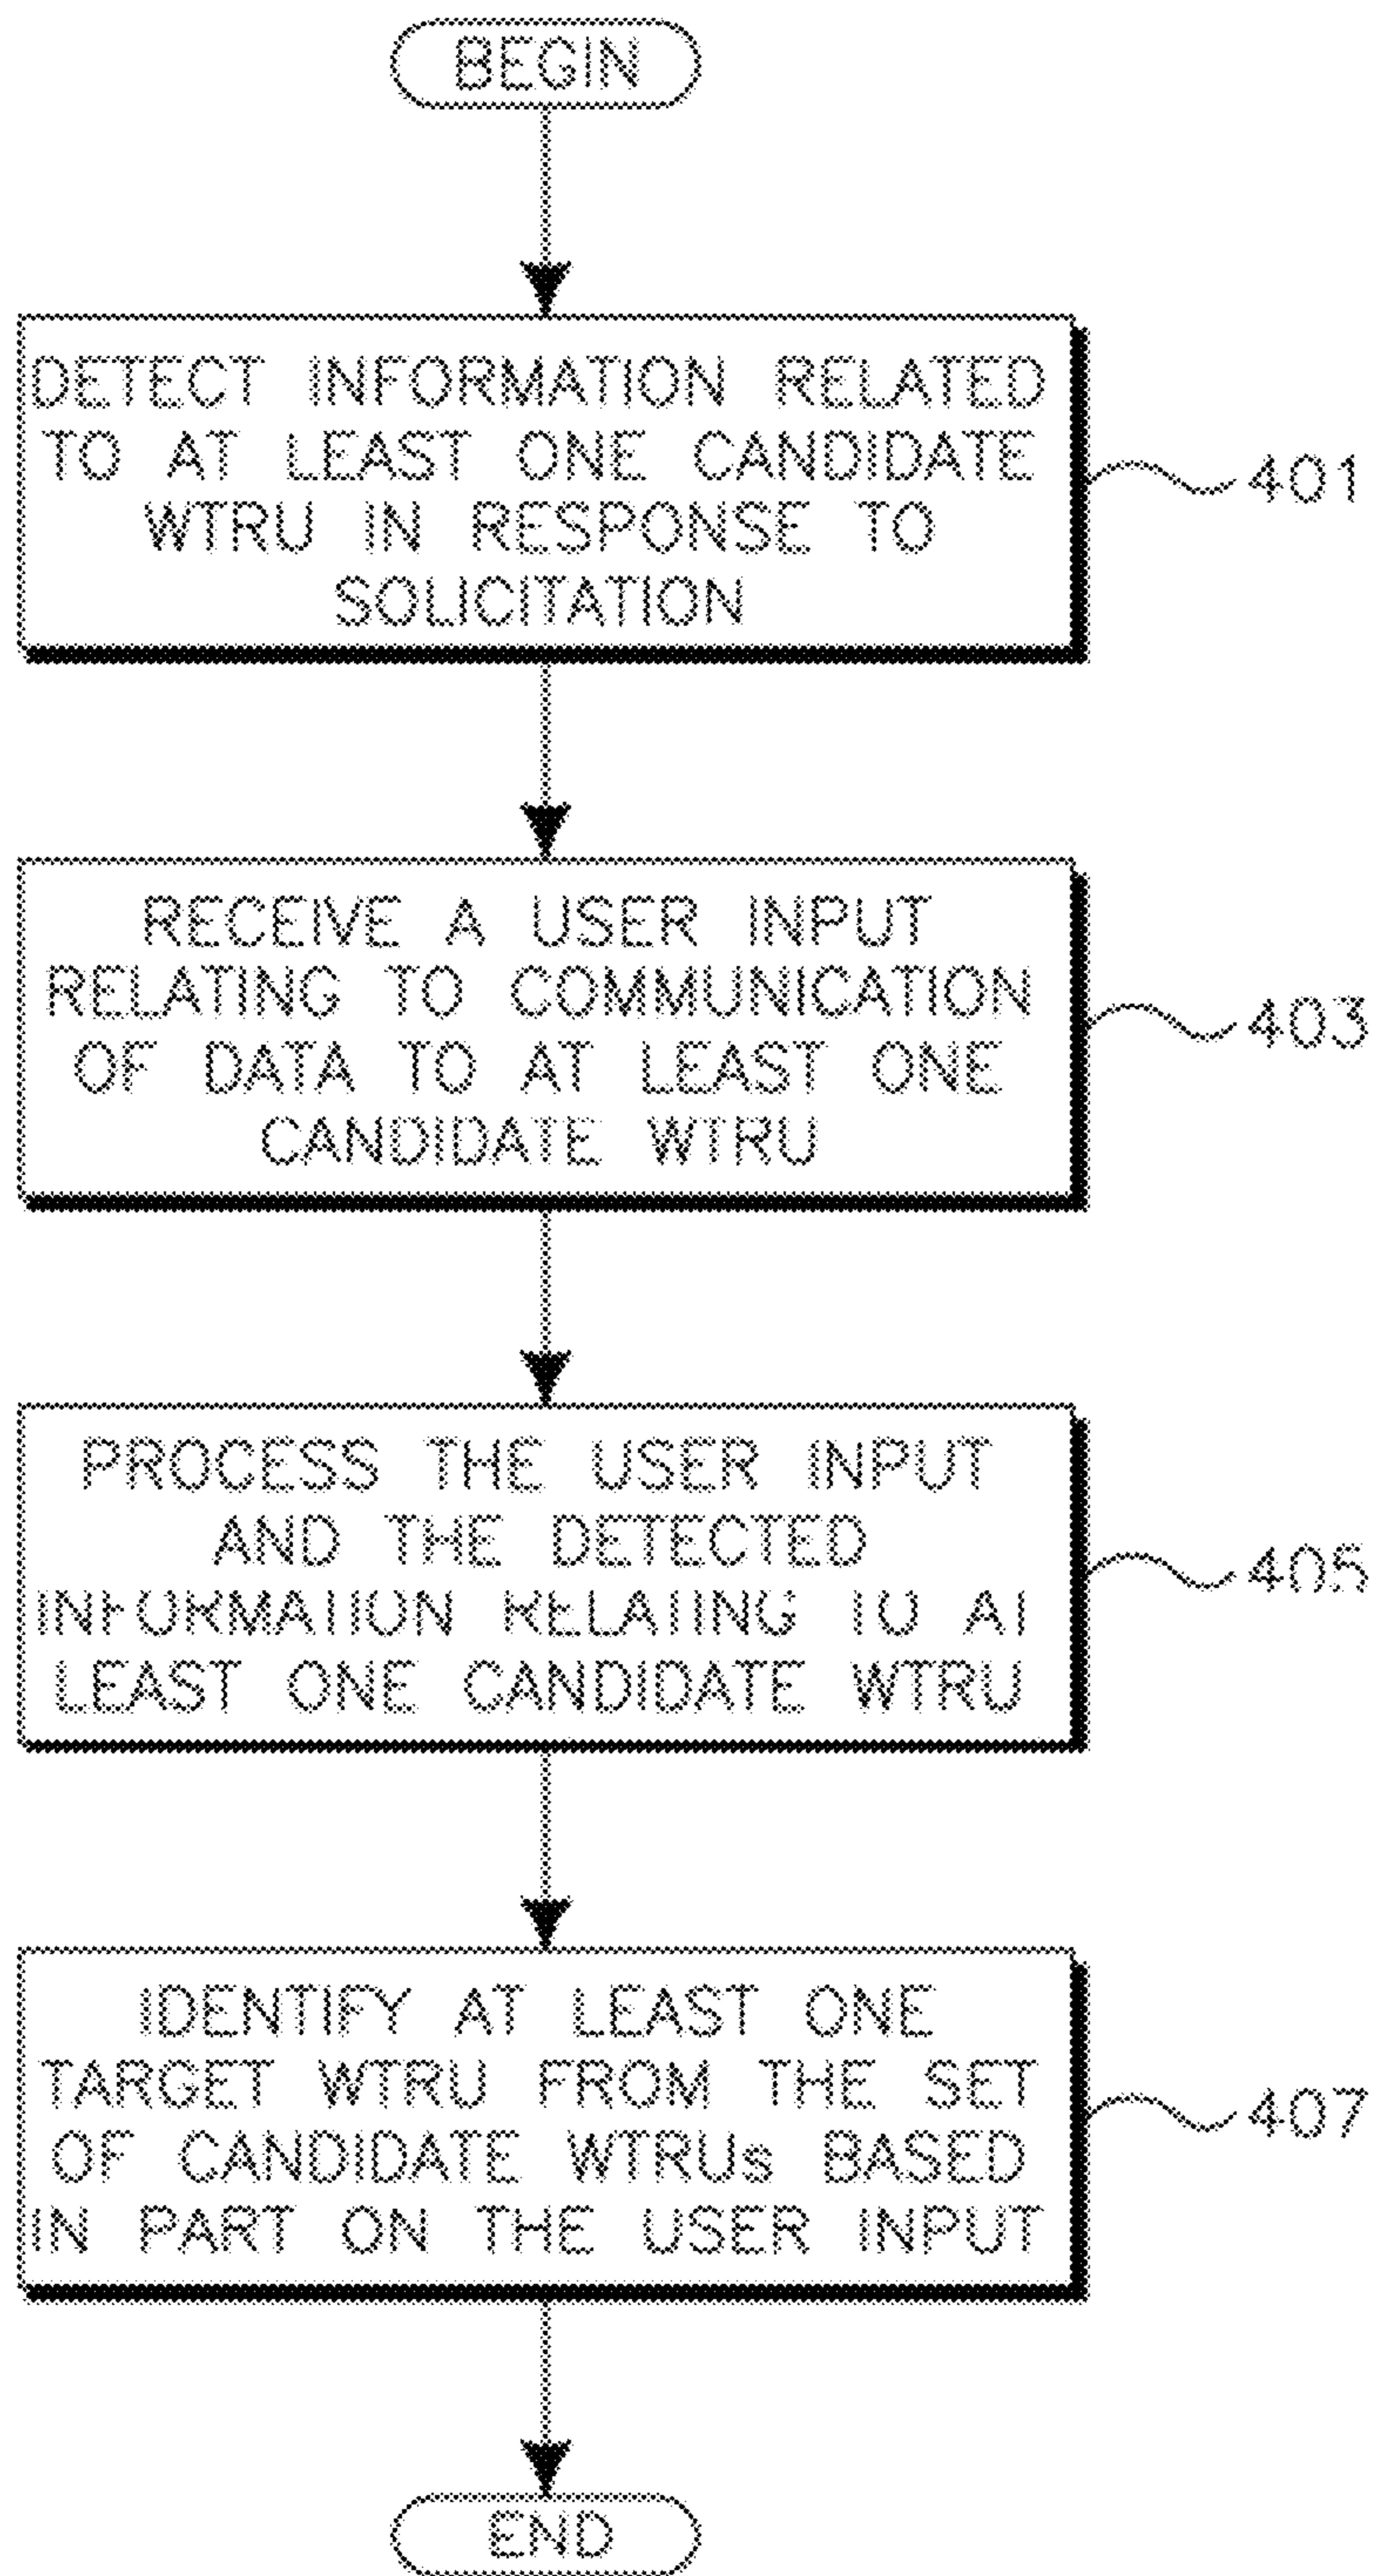 BEGIN
DETECT INFORMATION RELATED
TO AT LEAST ONE CANDIDATE
WTRU IN RESPONSE TO
SOLICITATION
401
RECEIVE A USER INPUT
RELATING TO COMMUNICATION
OF DATA TO AT LEAST ONE
CANDIDATE WTRU
403
PROCESS THE USER INPUT
AND THE DETECTED
INFORMATION RELATING TO AT
LEAST ONE CANDIDATE WTRU
405
IDENTIFY AT LEAST ONE
TARGET WTRU FROM THE SET
OF CANDIDATE WTRUs BASED
IN PART ON THE USER INPUT
407
END